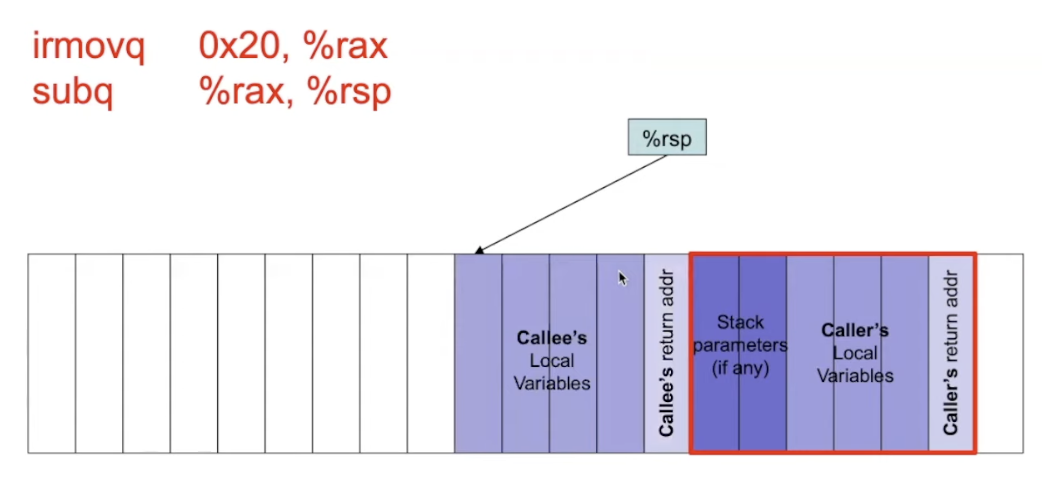 irmovq 0x20, %rax
subq %rax, %rsp
%rsp
Callee's
Local
Variables
Callee's return addr
Stack
parameters
(if any)
Caller's
Local
Variables
Caller's return addr